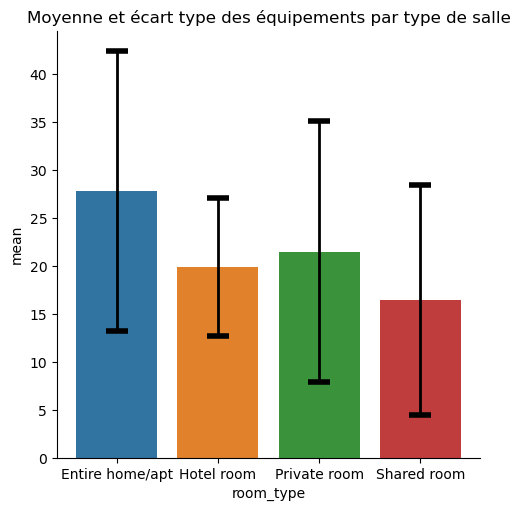 Moyenne et écart type des équipements par type de salle
40
35
30
25
20
15
10
5
0
mean
Entire home/apt Hotel room Private room Shared room
room_type